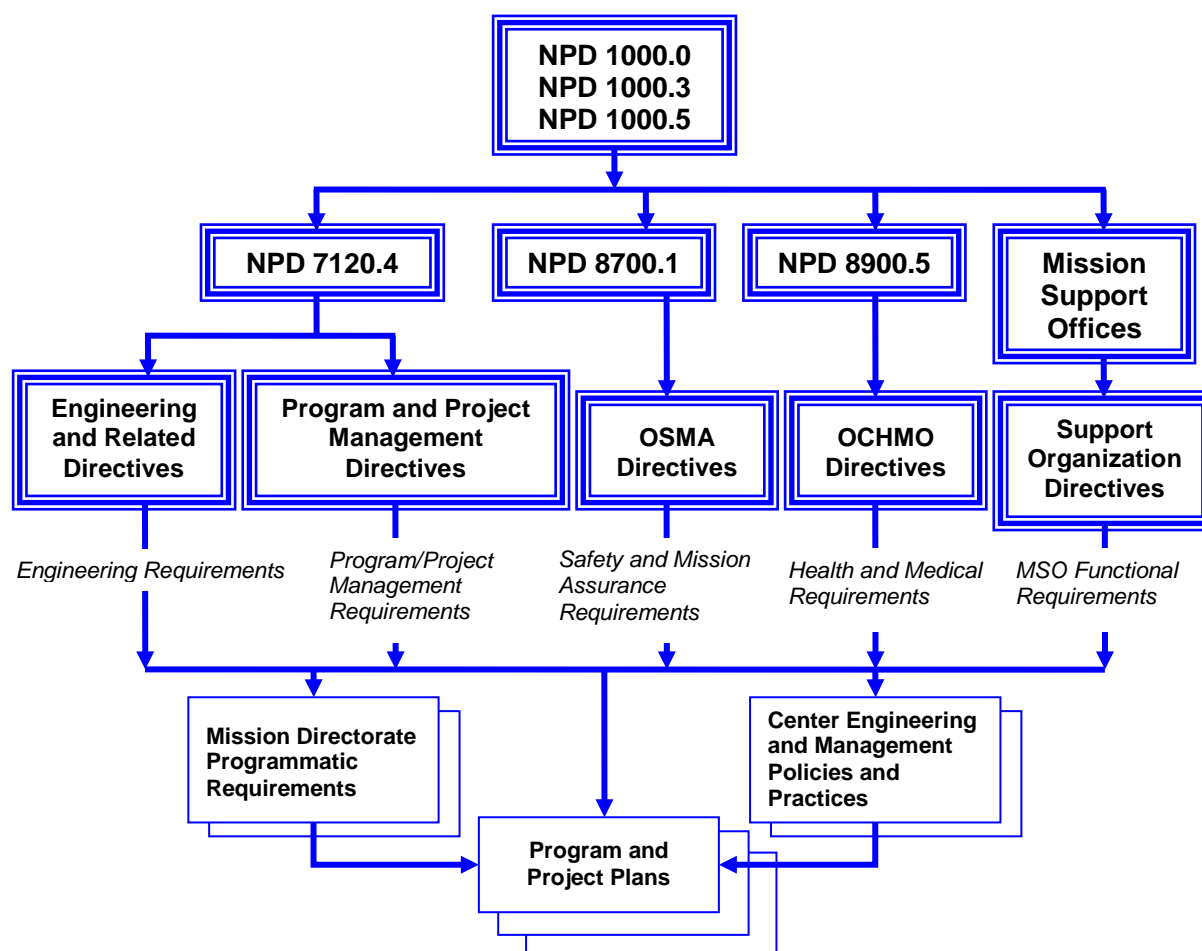 NPD 1000.0
NPD 1000.3
NPD 1000.5
NPD 7120.4
NPD 8700.1
NPD 8900.5
Mission
Support
Offices
Engineering
and Related
Directives
Program and Project
Management
Directives
OSMA
Directives
OCHMO
Directives
Support
Organization
Directives
Engineering Requirements
Program/Project
Management
Requirements
Safety and Mission
Assurance
Requirements
Health and Medical
Requirements
MSO Functional
Requirements
Mission Directorate
Programmatic
Requirements
Center Engineering
and Management
Policies and
Practices
Program and
Project Plans